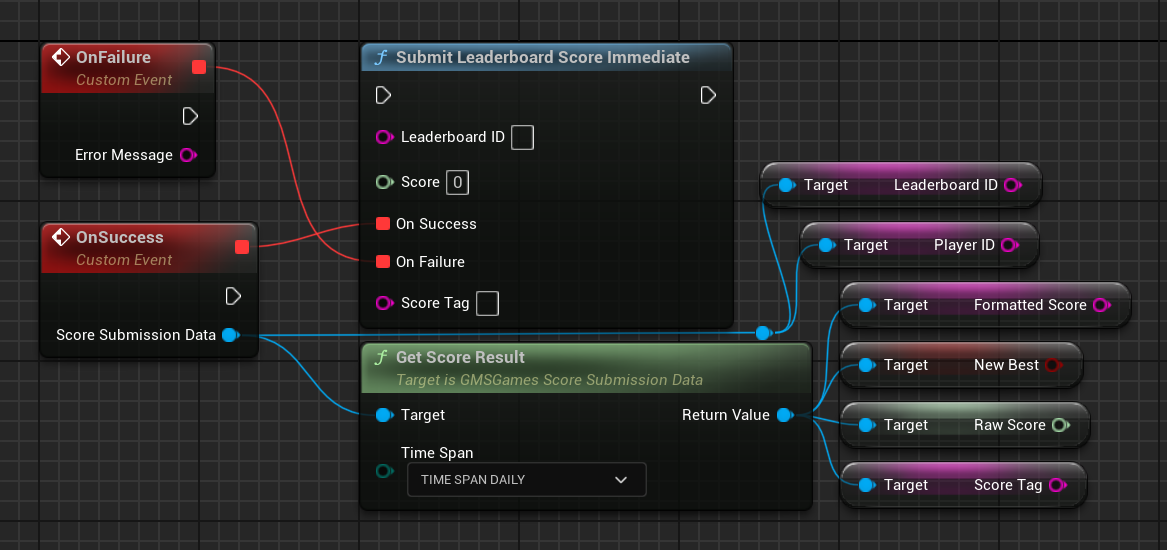 OnFailure
Custom Event
Error Message
OnSuccess
Custom Event
Score Submission Data
Submit Leaderboard Score Immediate
Leaderboard ID
Score 0
On Success
On Failure
Score Tag
Get Score Result
Target is GMSGames Score Submission Data
Target Return Value
Time Span
TIME SPAN DAILY
Target Leaderboard ID
Target Player ID
Target Formatted Score
Target New Best
Target Raw Score
Target Score Tag